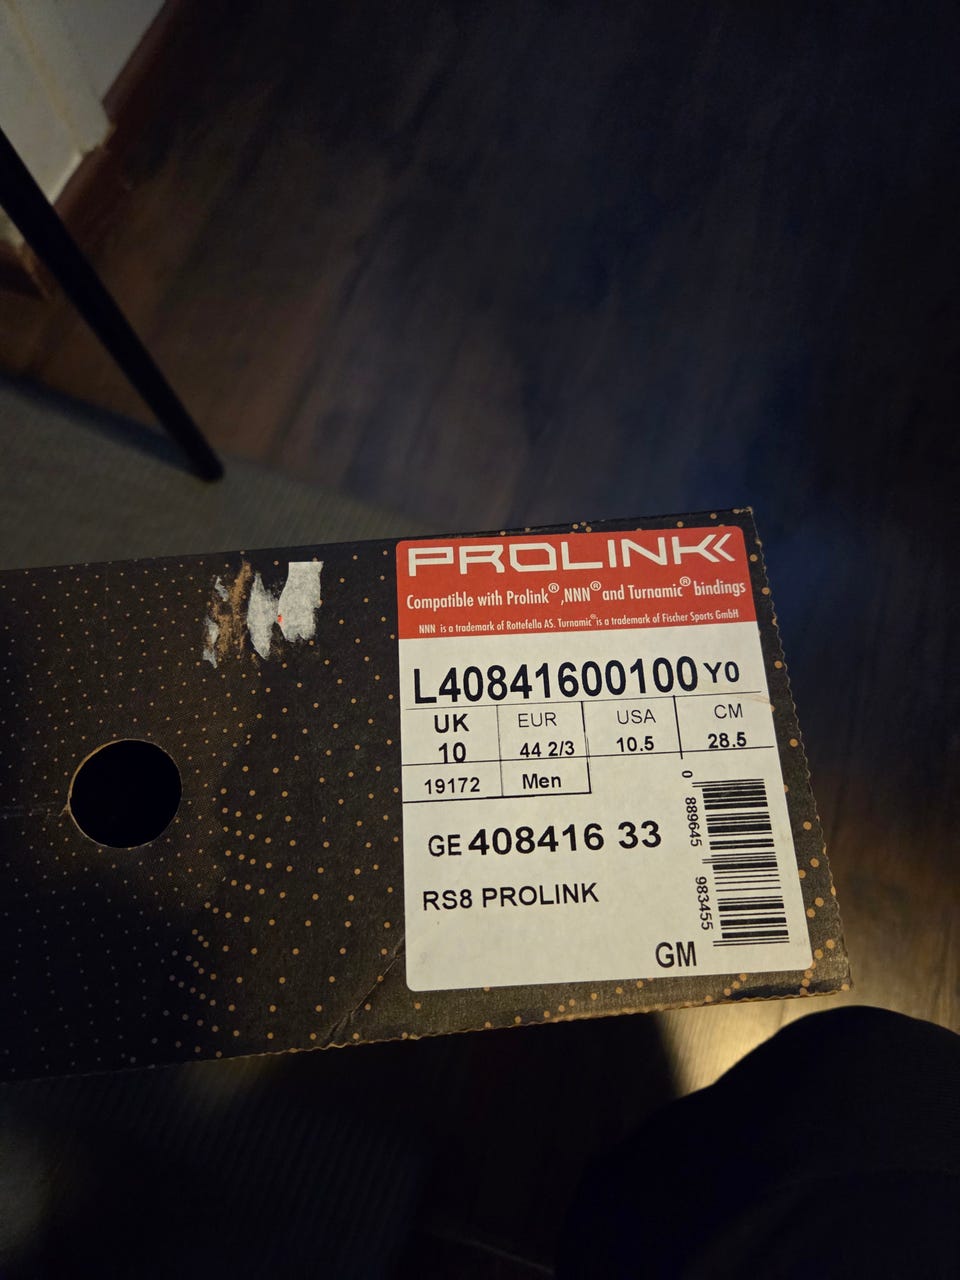 PROLINK
Compatible with Prolink®, NNN® and Turnamic® bindings
NNN is a trademark of Rottefella AS. Turnamic® is a trademark of Fischer Sports GmbH
L40841600100 Y0
UK EUR USA CM
10 44 2/3 10.5 28.5
19172 Men
GE 408416 33
RS8 PROLINK
0 889645 983455
GM